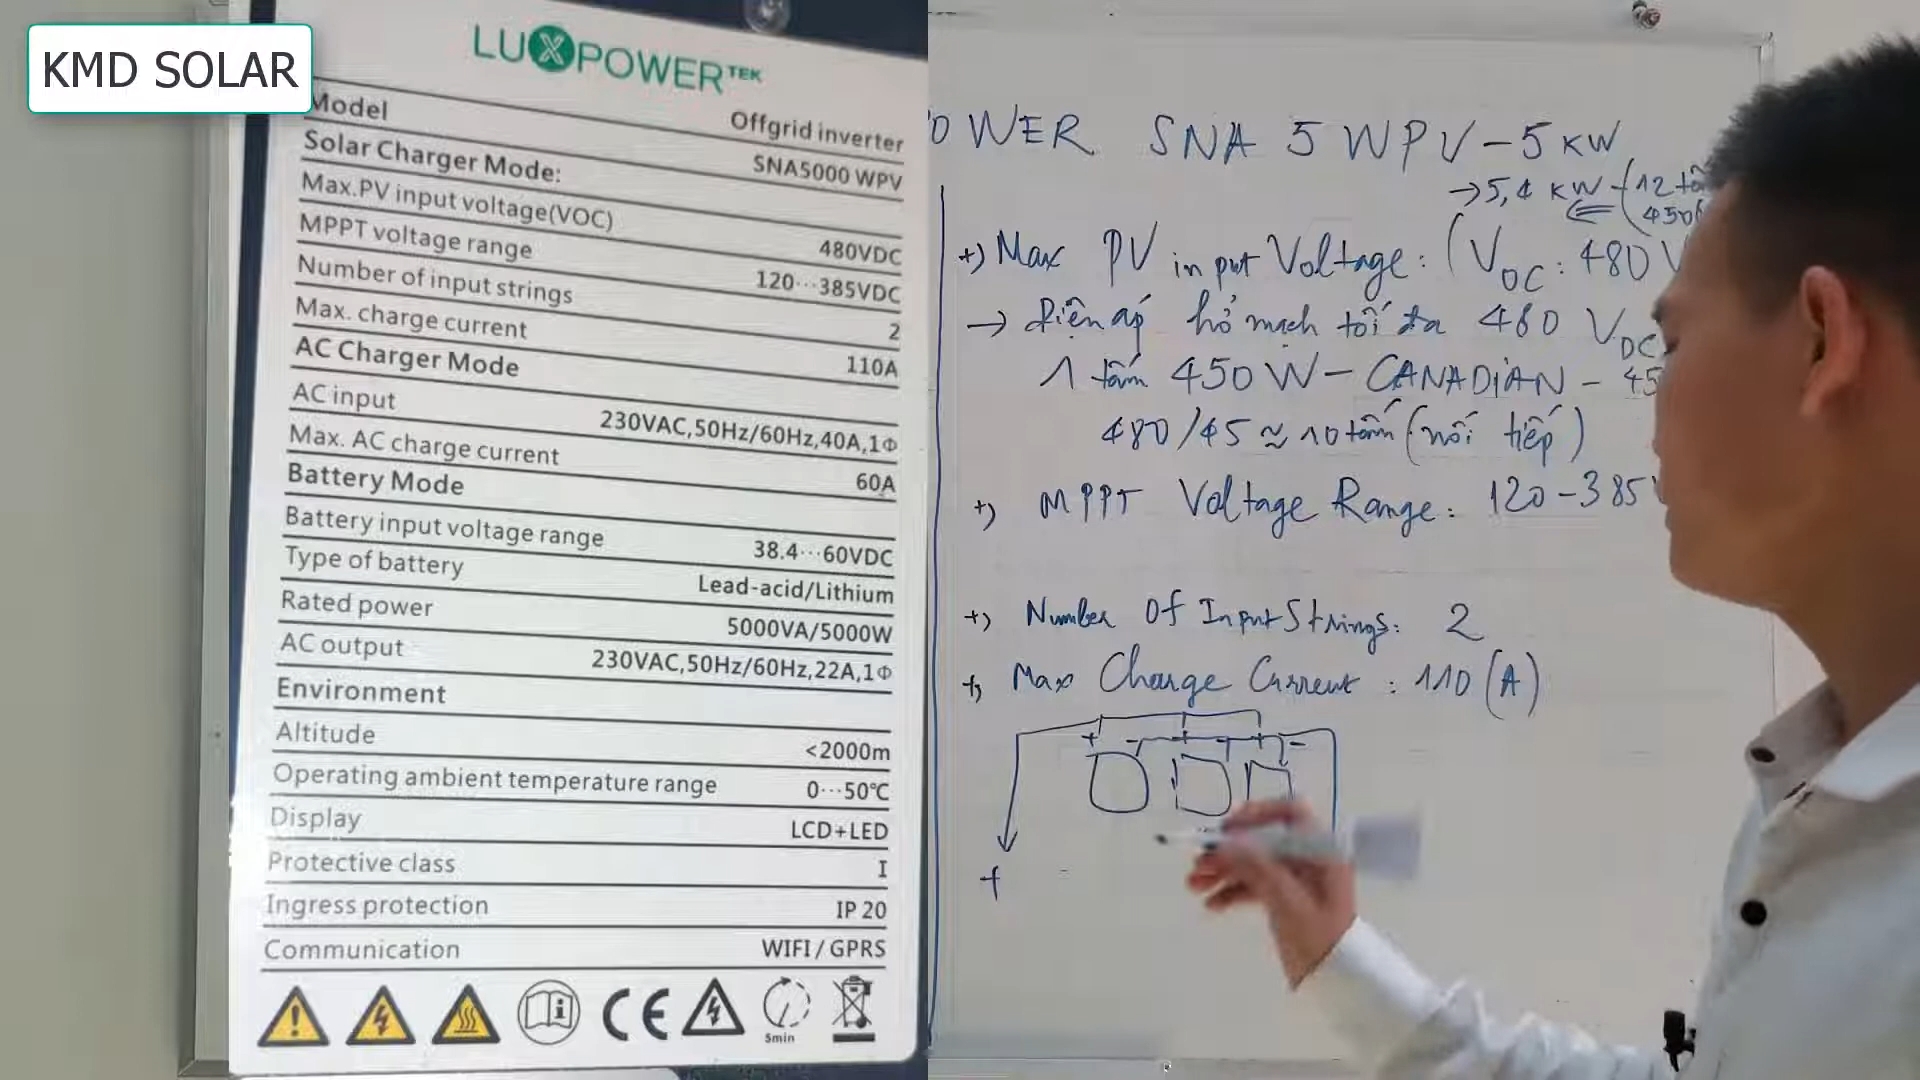 KMD SOLAR
LUXPOWERTEK
Model
Offgrid inverter
SNA5000 WPV
Solar Charger Mode:
Max.PV input voltage(VOC) 480VDC
MPPT voltage range 120···385VDC
Number of input strings 2
Max. charge current 110A
AC Charger Mode
AC input 230VAC,50Hz/60Hz,40A,1Φ
Max. AC charge current 60A
Battery Mode
Battery input voltage range 38.4···60VDC
Type of battery Lead-acid/Lithium
Rated power 5000VA/5000W
AC output 230VAC,50Hz/60Hz,22A,1Φ
Environment
Altitude <2000m
Operating ambient temperature range 0···50℃
Display LCD+LED
Protective class I
Ingress protection IP 20
Communication WIFI / GPRS
CE
5min
OWER SNA 5 WPV - 5 KW
→ 5,4 KW - (12 tấ
450
+) Max PV input Voltage: (VOC: 480 V
→ Điện áp hở mạch tối đa 480 VDC
1 tấm 450 W - CANADIAN - 45
480/45 ≈ 10 tấm (nối tiếp)
+) MPPT Voltage Range: 120-385
+) Number Of Input Strings: 2
+) Max Charge Current : 110 (A)
+ - + - + -
+